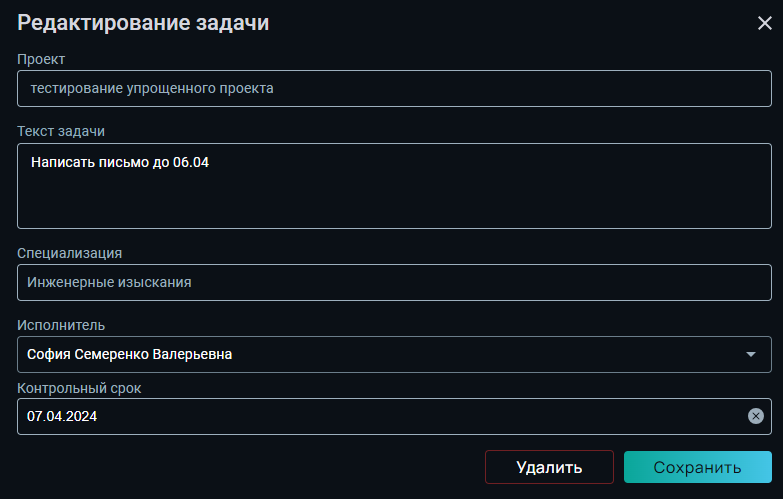 Редактирование задачи
Проект
тестирование упрощенного проекта
Текст задачи
Написать письмо до 06.04
Специализация
Инженерные изыскания
Исполнитель
София Семеренко Валерьевна
Контрольный срок
07.04.2024
Удалить
Сохранить